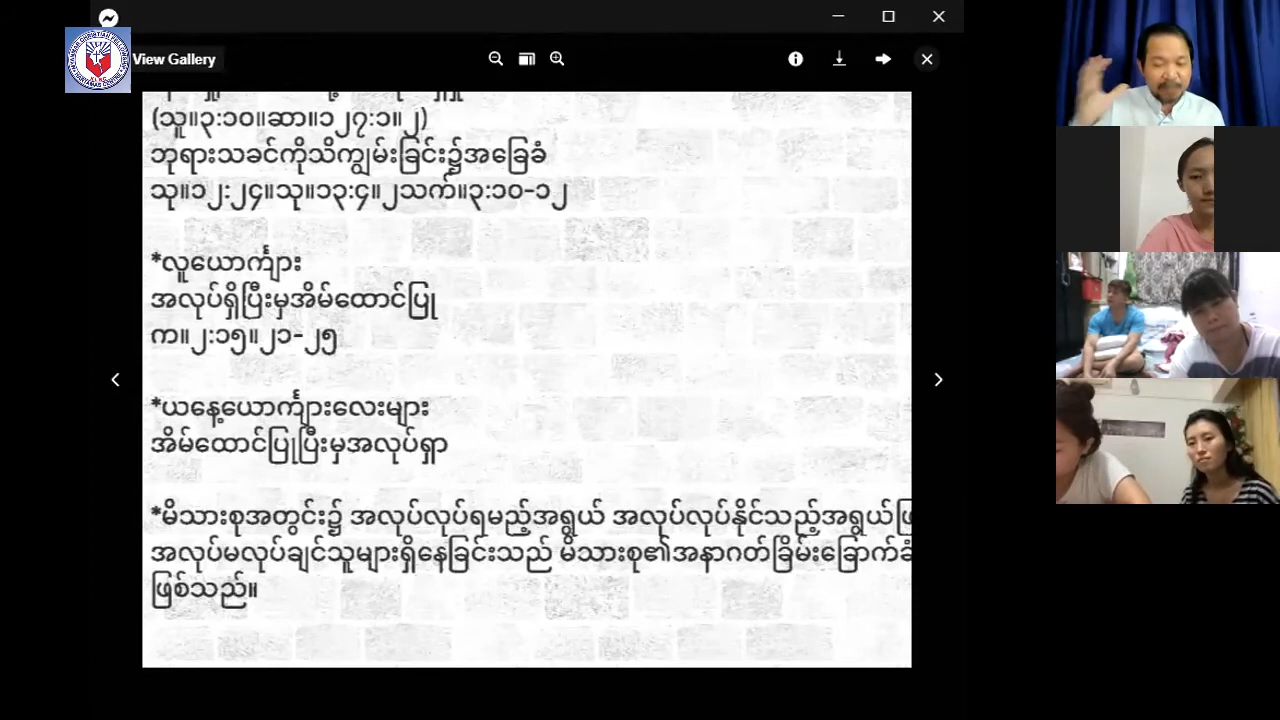 View Gallery
(သူ။၃:၁၀။ဆာ။၁၂၇:၁။၂)
ဘုရားသခင်ကိုသိကျွမ်းခြင်း၌အခြေခံ
သု။၁၂:၂၄။သု။၁၃:၄။၂သက်။၃:၁၀-၁၂
*လူယောင်္ကျား
အလုပ်ရှိပြီးမှအိမ်ထောင်ပြု
က။၂:၁၅။၂၁-၂၅
*ယနေ့ယောင်္ကျားလေးများ
အိမ်ထောင်ပြုပြီးမှအလုပ်ရှာ
*မိသားစုအတွင်း၌ အလုပ်လုပ်ရမည့်အရွယ် အလုပ်လုပ်နိုင်သည့်အရွယ်
အလုပ်မလုပ်ချင်သူများရှိနေခြင်းသည် မိသားစု၏အနာဂတ်ခြိမ်းခြောက်ခံ
ဖြစ်သည်။